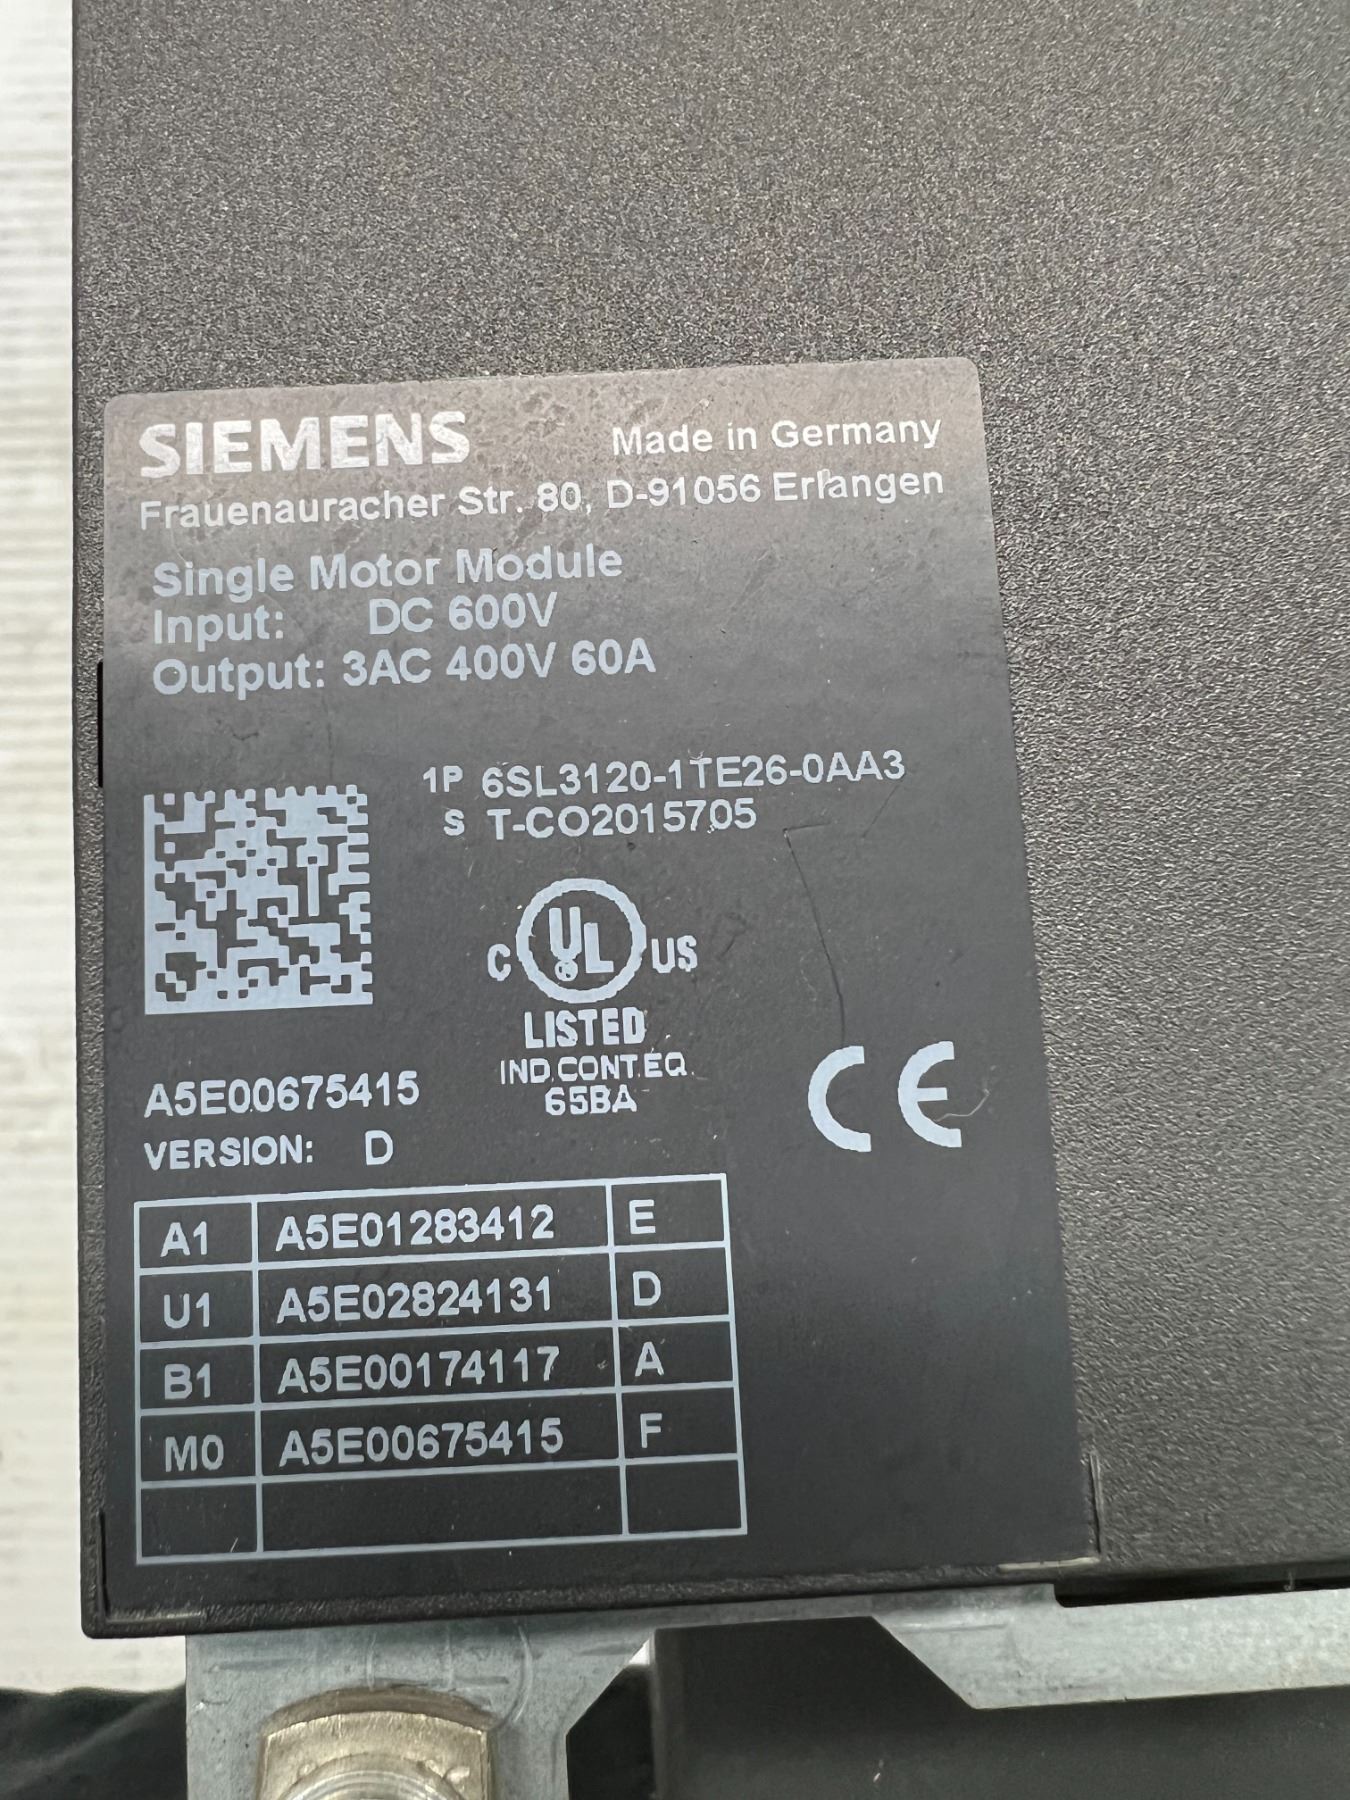 SIEMENS Made in Germany
Frauenauracher Str. 80, D-91056 Erlangen
Single Motor Module
Input: DC 600V
Output: 3AC 400V 60A
1P 6SL3120-1TE26-0AA3
S T-CO2015705
C UL US
®
LISTED
IND.CONT.EQ.
65BA
CE
A5E00675415
VERSION: D
A1 A5E01283412 E
U1 A5E02824131 D
B1 A5E00174117 A
M0 A5E00675415 F